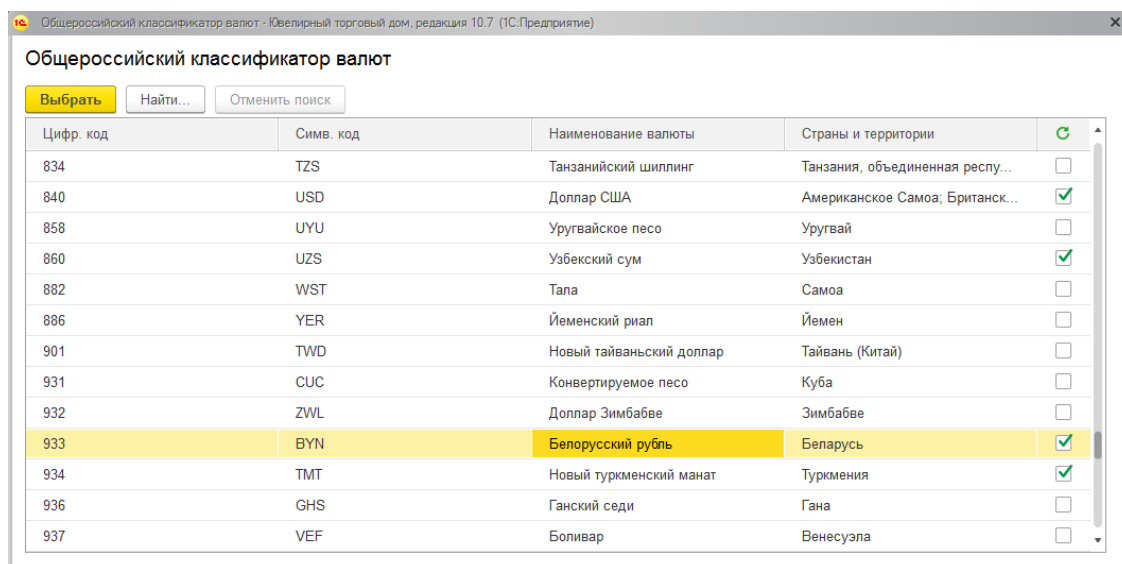 1С Общероссийский классификатор валют - Ювелирный торговый дом, редакция 10.7 (1С:Предприятие)
Общероссийский классификатор валют
Выбрать Найти... Отменить поиск
Цифр. код Симв. код Наименование валюты Страны и территории
834 TZS Танзанийский шиллинг Танзания, объединенная респу...
840 USD Доллар США Американское Самоа; Британск...
858 UYU Уругвайское песо Уругвай
860 UZS Узбекский сум Узбекистан
882 WST Тала Самоа
886 YER Йеменский риал Йемен
901 TWD Новый тайваньский доллар Тайвань (Китай)
931 CUC Конвертируемое песо Куба
932 ZWL Доллар Зимбабве Зимбабве
933 BYN Белорусский рубль Беларусь
934 TMT Новый туркменский манат Туркмения
936 GHS Ганский седи Гана
937 VEF Боливар Венесуэла